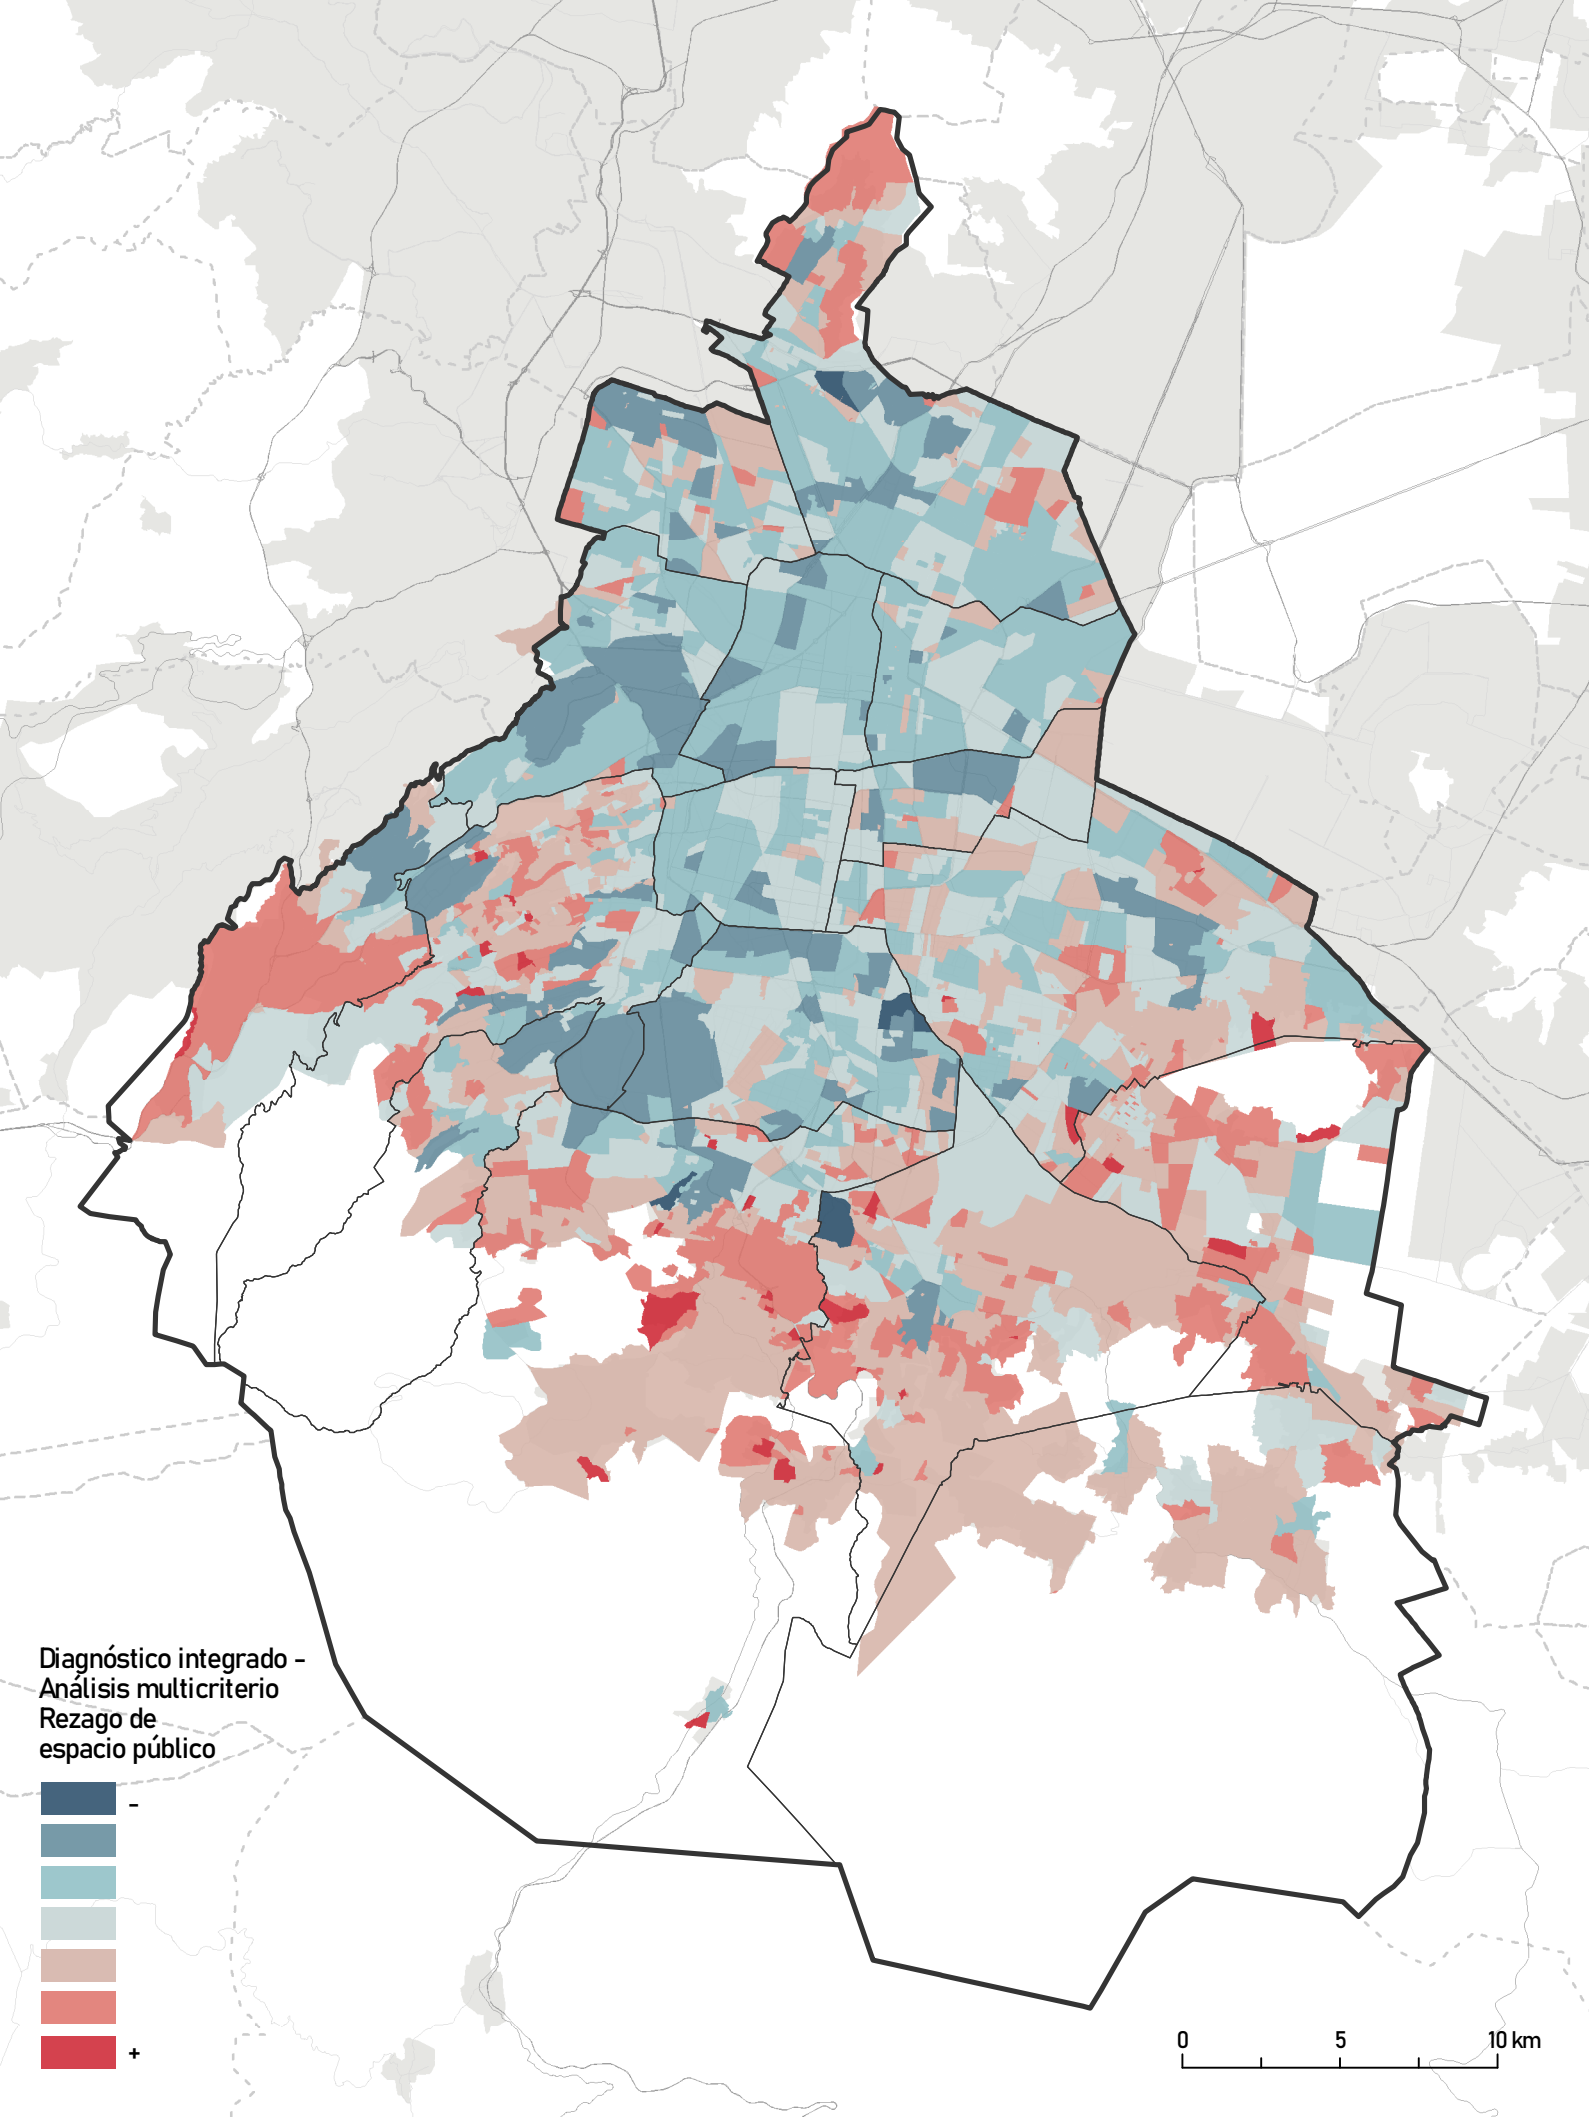 Diagnóstico integrado -
Análisis multicriterio
Rezago de
espacio público
-
+
0 5 10 km